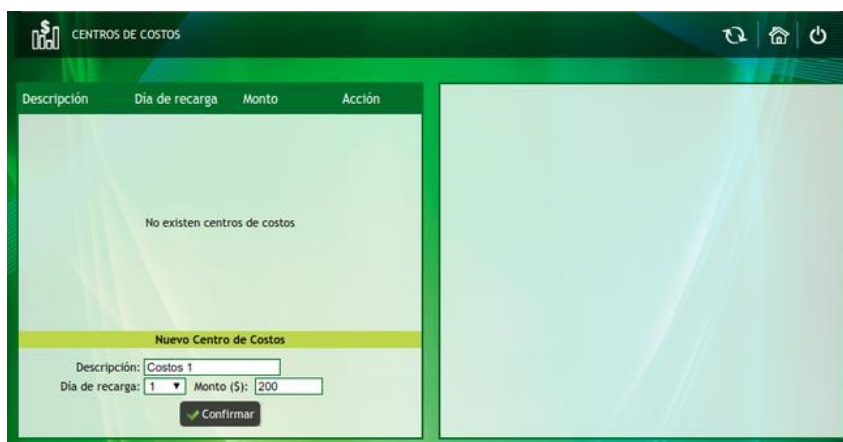 CENTROS DE COSTOS
Descripción Día de recarga Monto Acción
No existen centros de costos
Nuevo Centro de Costos
Descripción: Costos 1
Día de recarga: 1 Monto ($): 200
Confirmar